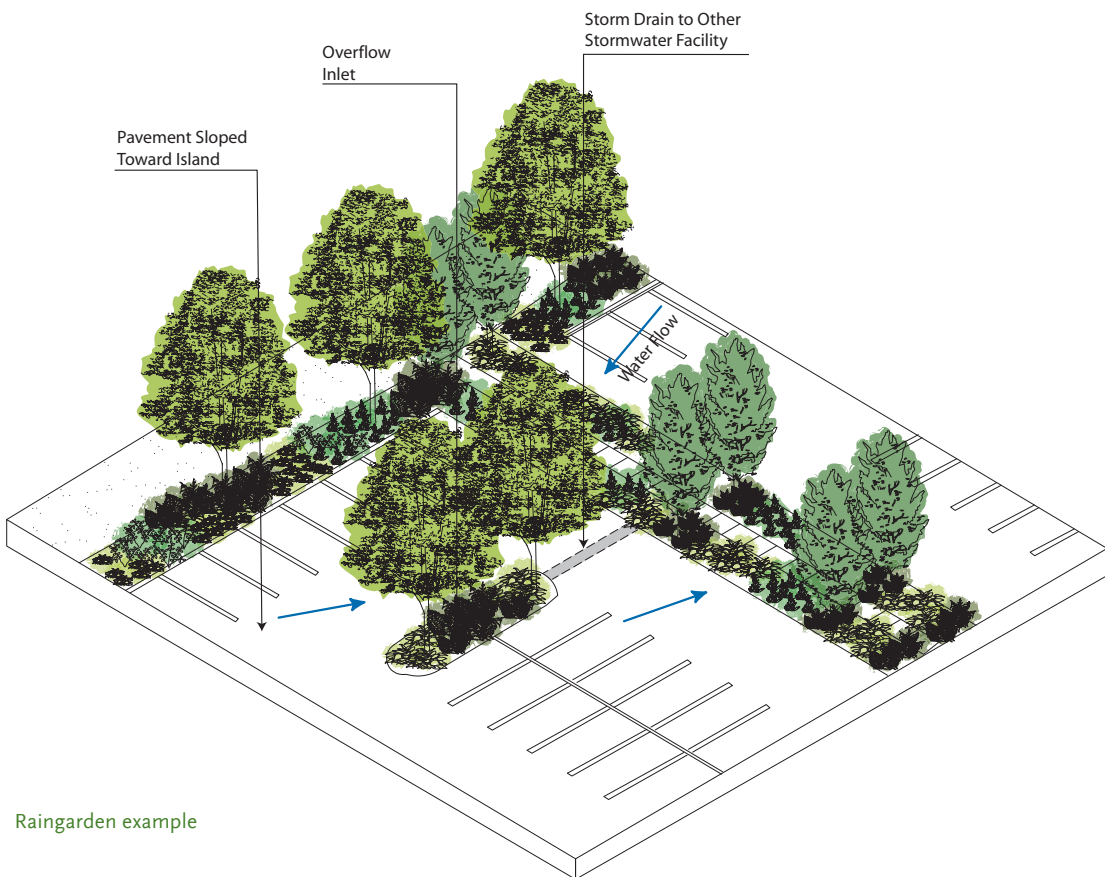 Storm Drain to Other
Stormwater Facility
Overflow
Inlet
Pavement Sloped
Toward Island
Water Flow
Raingarden example